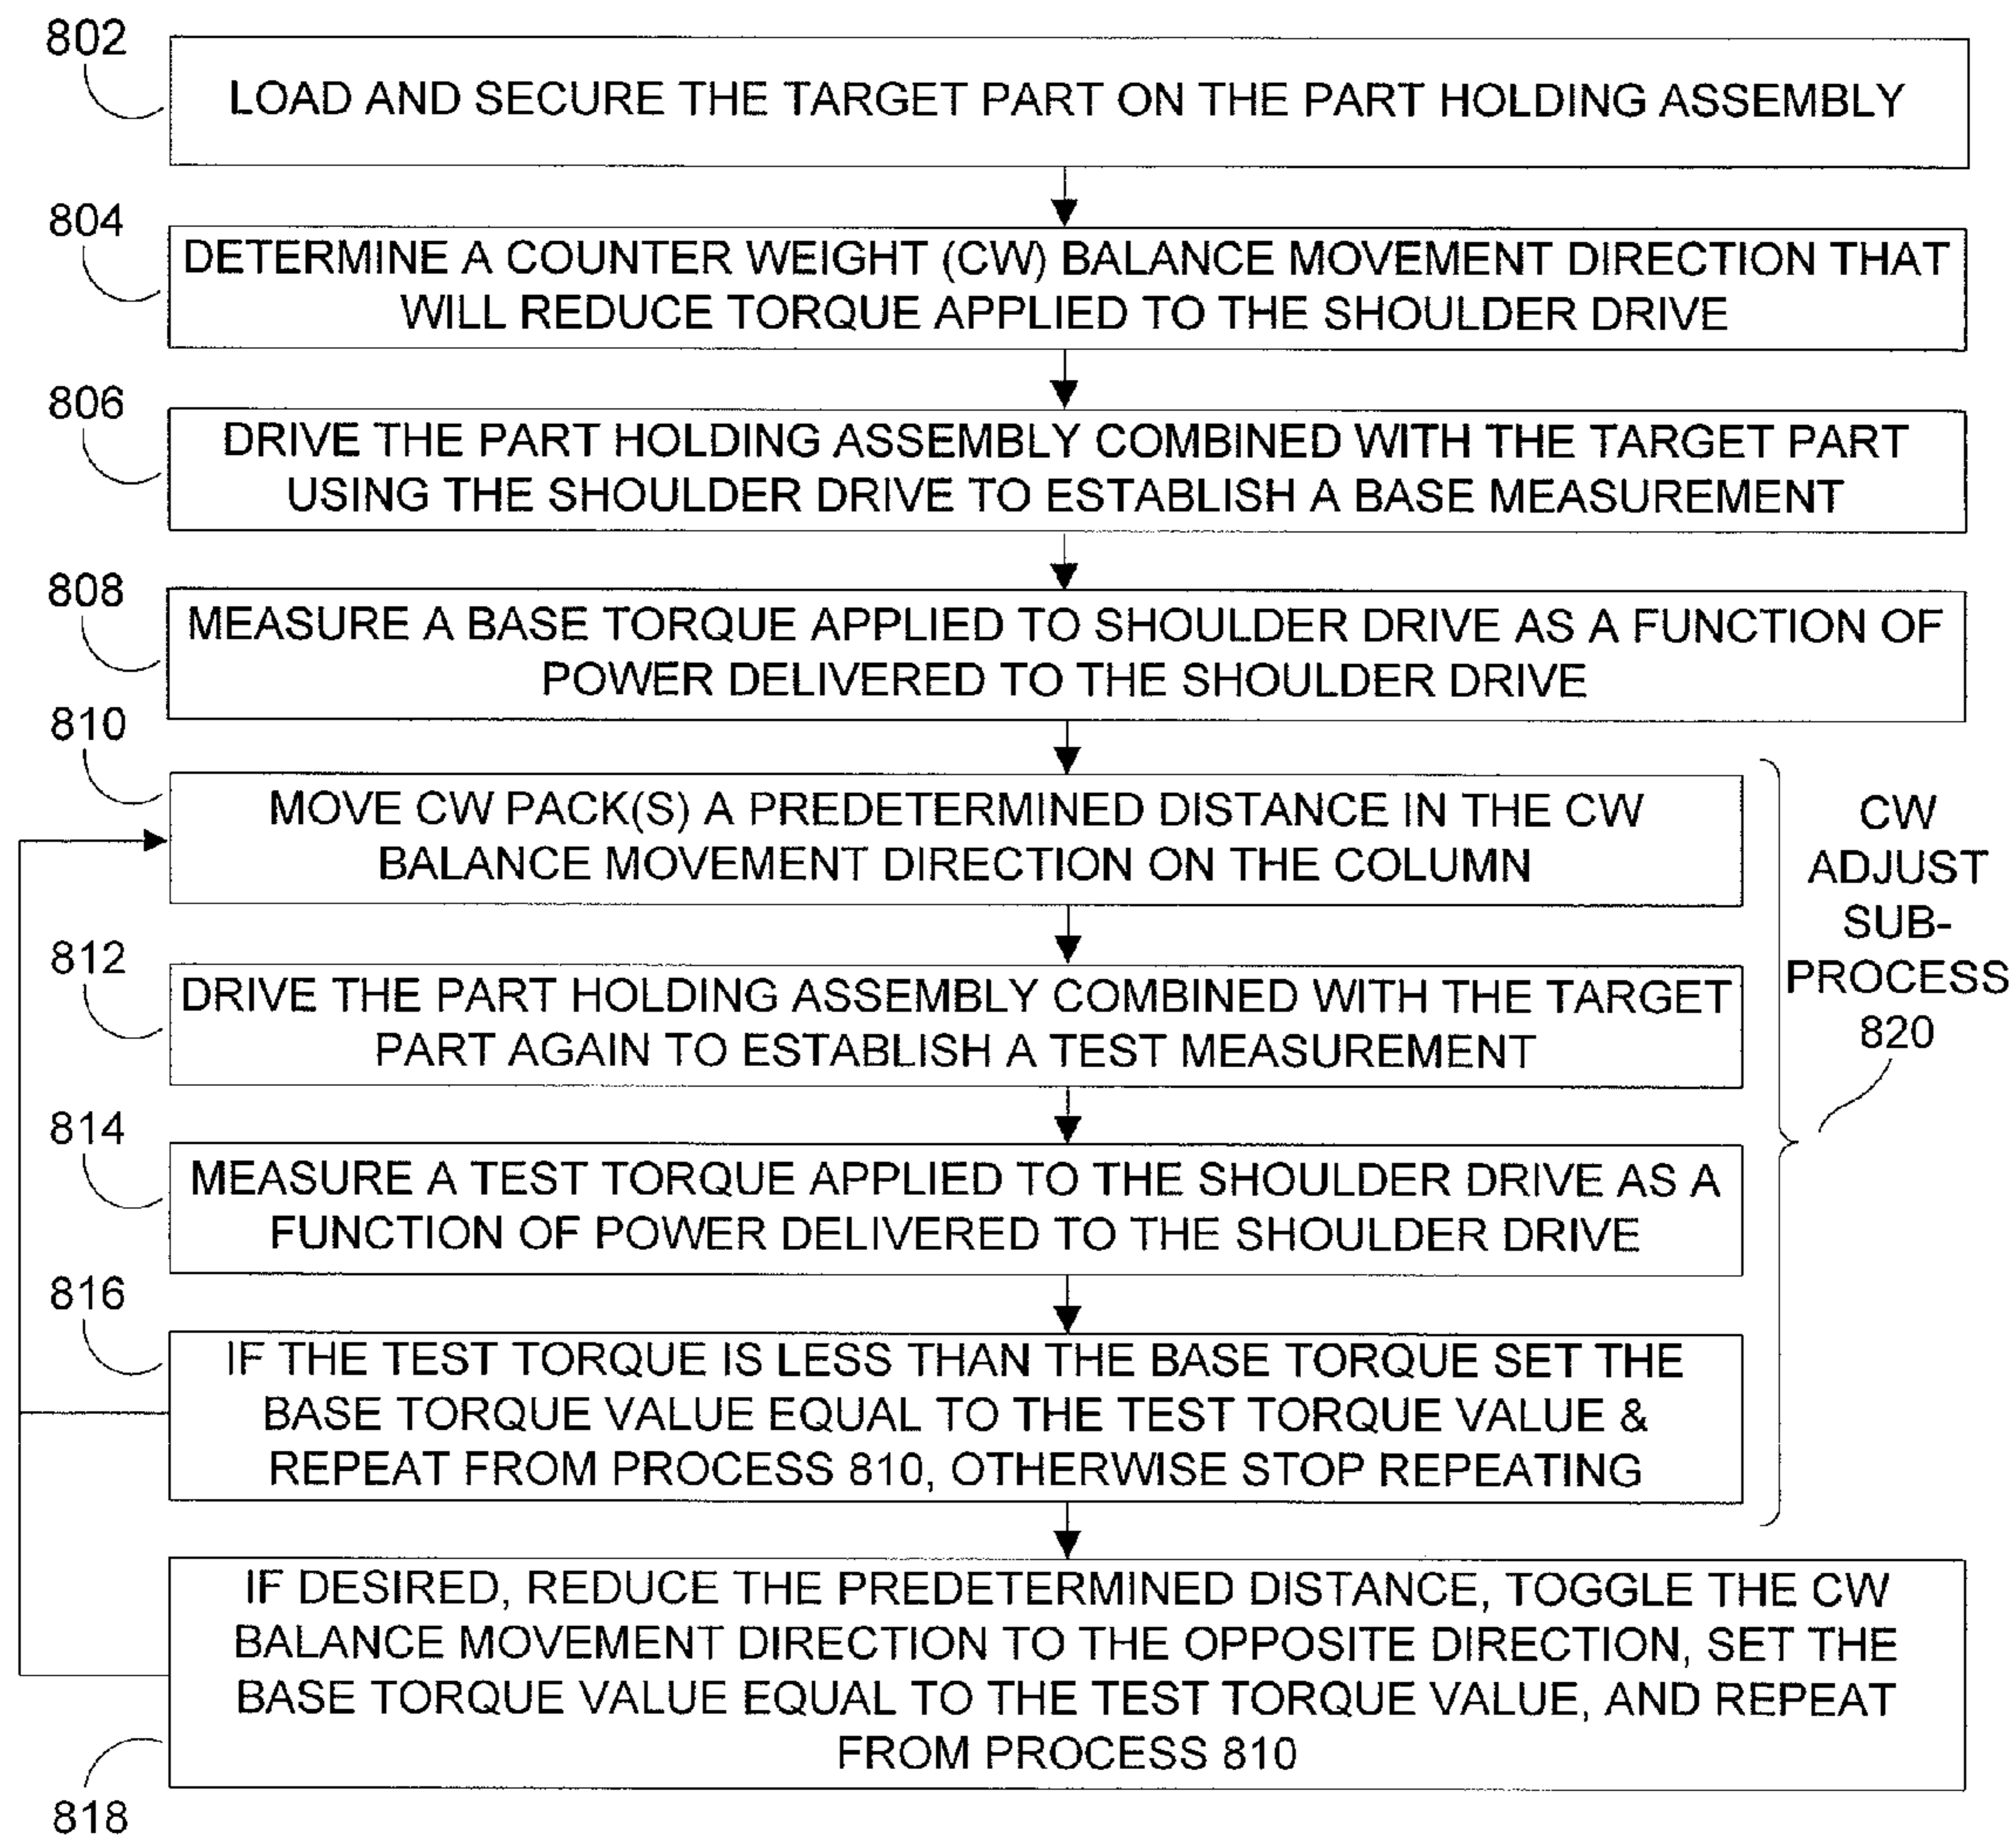 802
LOAD AND SECURE THE TARGET PART ON THE PART HOLDING ASSEMBLY
804
DETERMINE A COUNTER WEIGHT (CW) BALANCE MOVEMENT DIRECTION THAT
WILL REDUCE TORQUE APPLIED TO THE SHOULDER DRIVE
806
DRIVE THE PART HOLDING ASSEMBLY COMBINED WITH THE TARGET PART
USING THE SHOULDER DRIVE TO ESTABLISH A BASE MEASUREMENT
808
MEASURE A BASE TORQUE APPLIED TO SHOULDER DRIVE AS A FUNCTION OF
POWER DELIVERED TO THE SHOULDER DRIVE
810
MOVE CW PACK(S) A PREDETERMINED DISTANCE IN THE CW
BALANCE MOVEMENT DIRECTION ON THE COLUMN
812
DRIVE THE PART HOLDING ASSEMBLY COMBINED WITH THE TARGET
PART AGAIN TO ESTABLISH A TEST MEASUREMENT
814
MEASURE A TEST TORQUE APPLIED TO THE SHOULDER DRIVE AS A
FUNCTION OF POWER DELIVERED TO THE SHOULDER DRIVE
816
IF THE TEST TORQUE IS LESS THAN THE BASE TORQUE SET THE
BASE TORQUE VALUE EQUAL TO THE TEST TORQUE VALUE &
REPEAT FROM PROCESS 810, OTHERWISE STOP REPEATING
CW
ADJUST
SUB-
PROCESS
820
IF DESIRED, REDUCE THE PREDETERMINED DISTANCE, TOGGLE THE CW
BALANCE MOVEMENT DIRECTION TO THE OPPOSITE DIRECTION, SET THE
BASE TORQUE VALUE EQUAL TO THE TEST TORQUE VALUE, AND REPEAT
FROM PROCESS 810
818